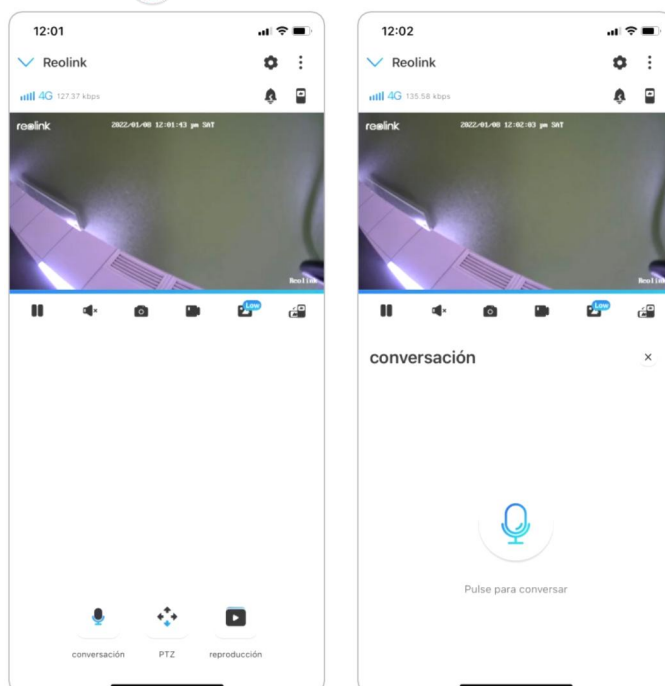 12:01
Reolink
4G 127.37 kbps
reolink
2022/01/08 12:01:43 pm SAT
Reolink
Low
conversación
PTZ
reproducción
12:02
Reolink
4G 135.58 kbps
reolink
2022/01/08 12:02:03 pm SAT
Reolink
Low
conversación
Pulse para conversar